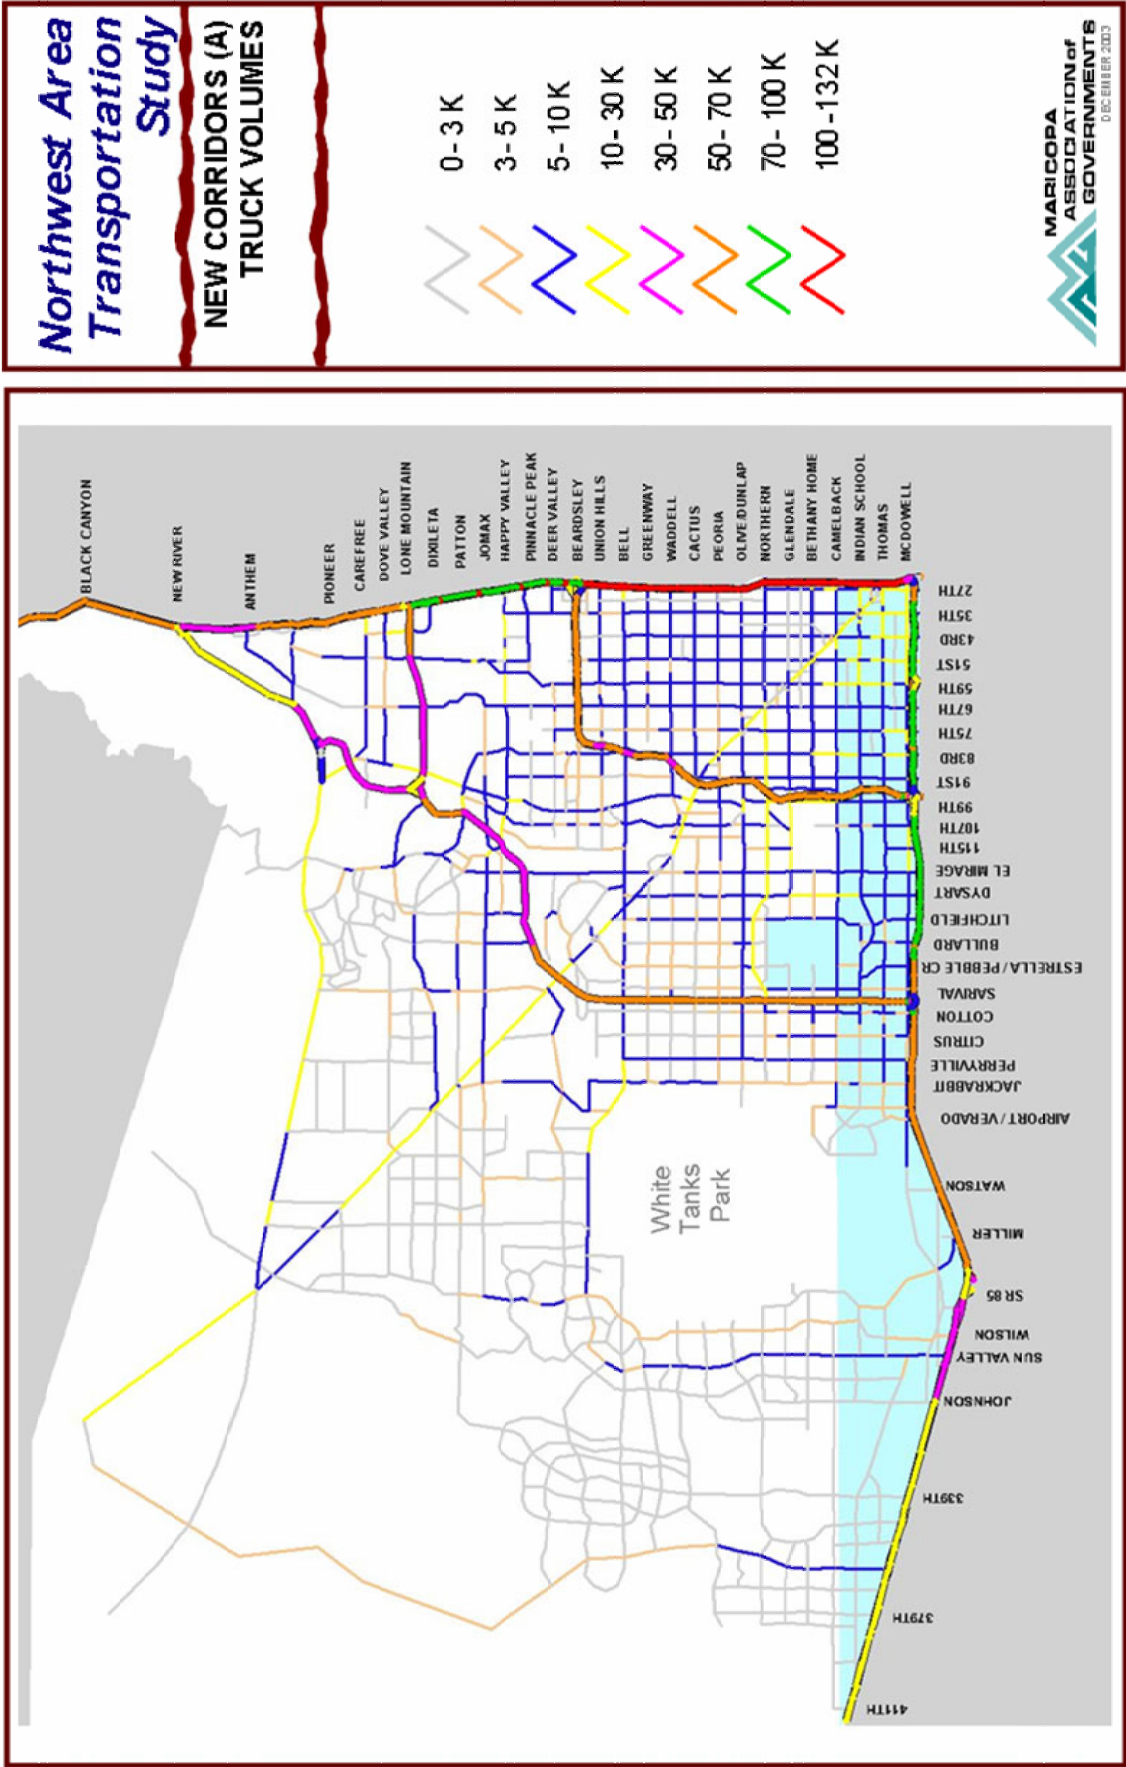 Northwest Area
Transportation
Study
NEW CORRIDORS (A)
TRUCK VOLUMES
0 - 3 K
3 - 5 K
5 - 10 K
10 - 30 K
30 - 50 K
50 - 70 K
70 - 100 K
100 -132 K
MARICOPA
ASSOCIATION of
GOVERNMENTS
DECEMBER 2003
BLACK CANYON
NEW RIVER
ANTHEM
PIONEER
CAREFREE
DOVE VALLEY
LONE MOUNTAIN
DIXILETA
PATTON
JOMAX
HAPPY VALLEY
PINNACLE PEAK
DEER VALLEY
BEARDSLEY
UNION HILLS
BELL
GREENWAY
WADDELL
CACTUS
PEORIA
OLIVE/DUNLAP
NORTHERN
GLENDALE
BETHANY HOME
CAMELBACK
INDIAN SCHOOL
THOMAS
MCDOWELL
27TH
35TH
43RD
51ST
59TH
67TH
75TH
83RD
91ST
99TH
107TH
115TH
EL MIRAGE
DYSART
LITCHFIELD
BULLARD
ESTRELLA / PEBBLE CR
SARIVAL
COTTON
CITRUS
PERRYVILLE
JACKRABBIT
AIRPORT / VERADO
WATSON
MILLER
SR 85
WILSON
SUN VALLEY
JOHNSON
339TH
379TH
411TH
White
Tanks
Park